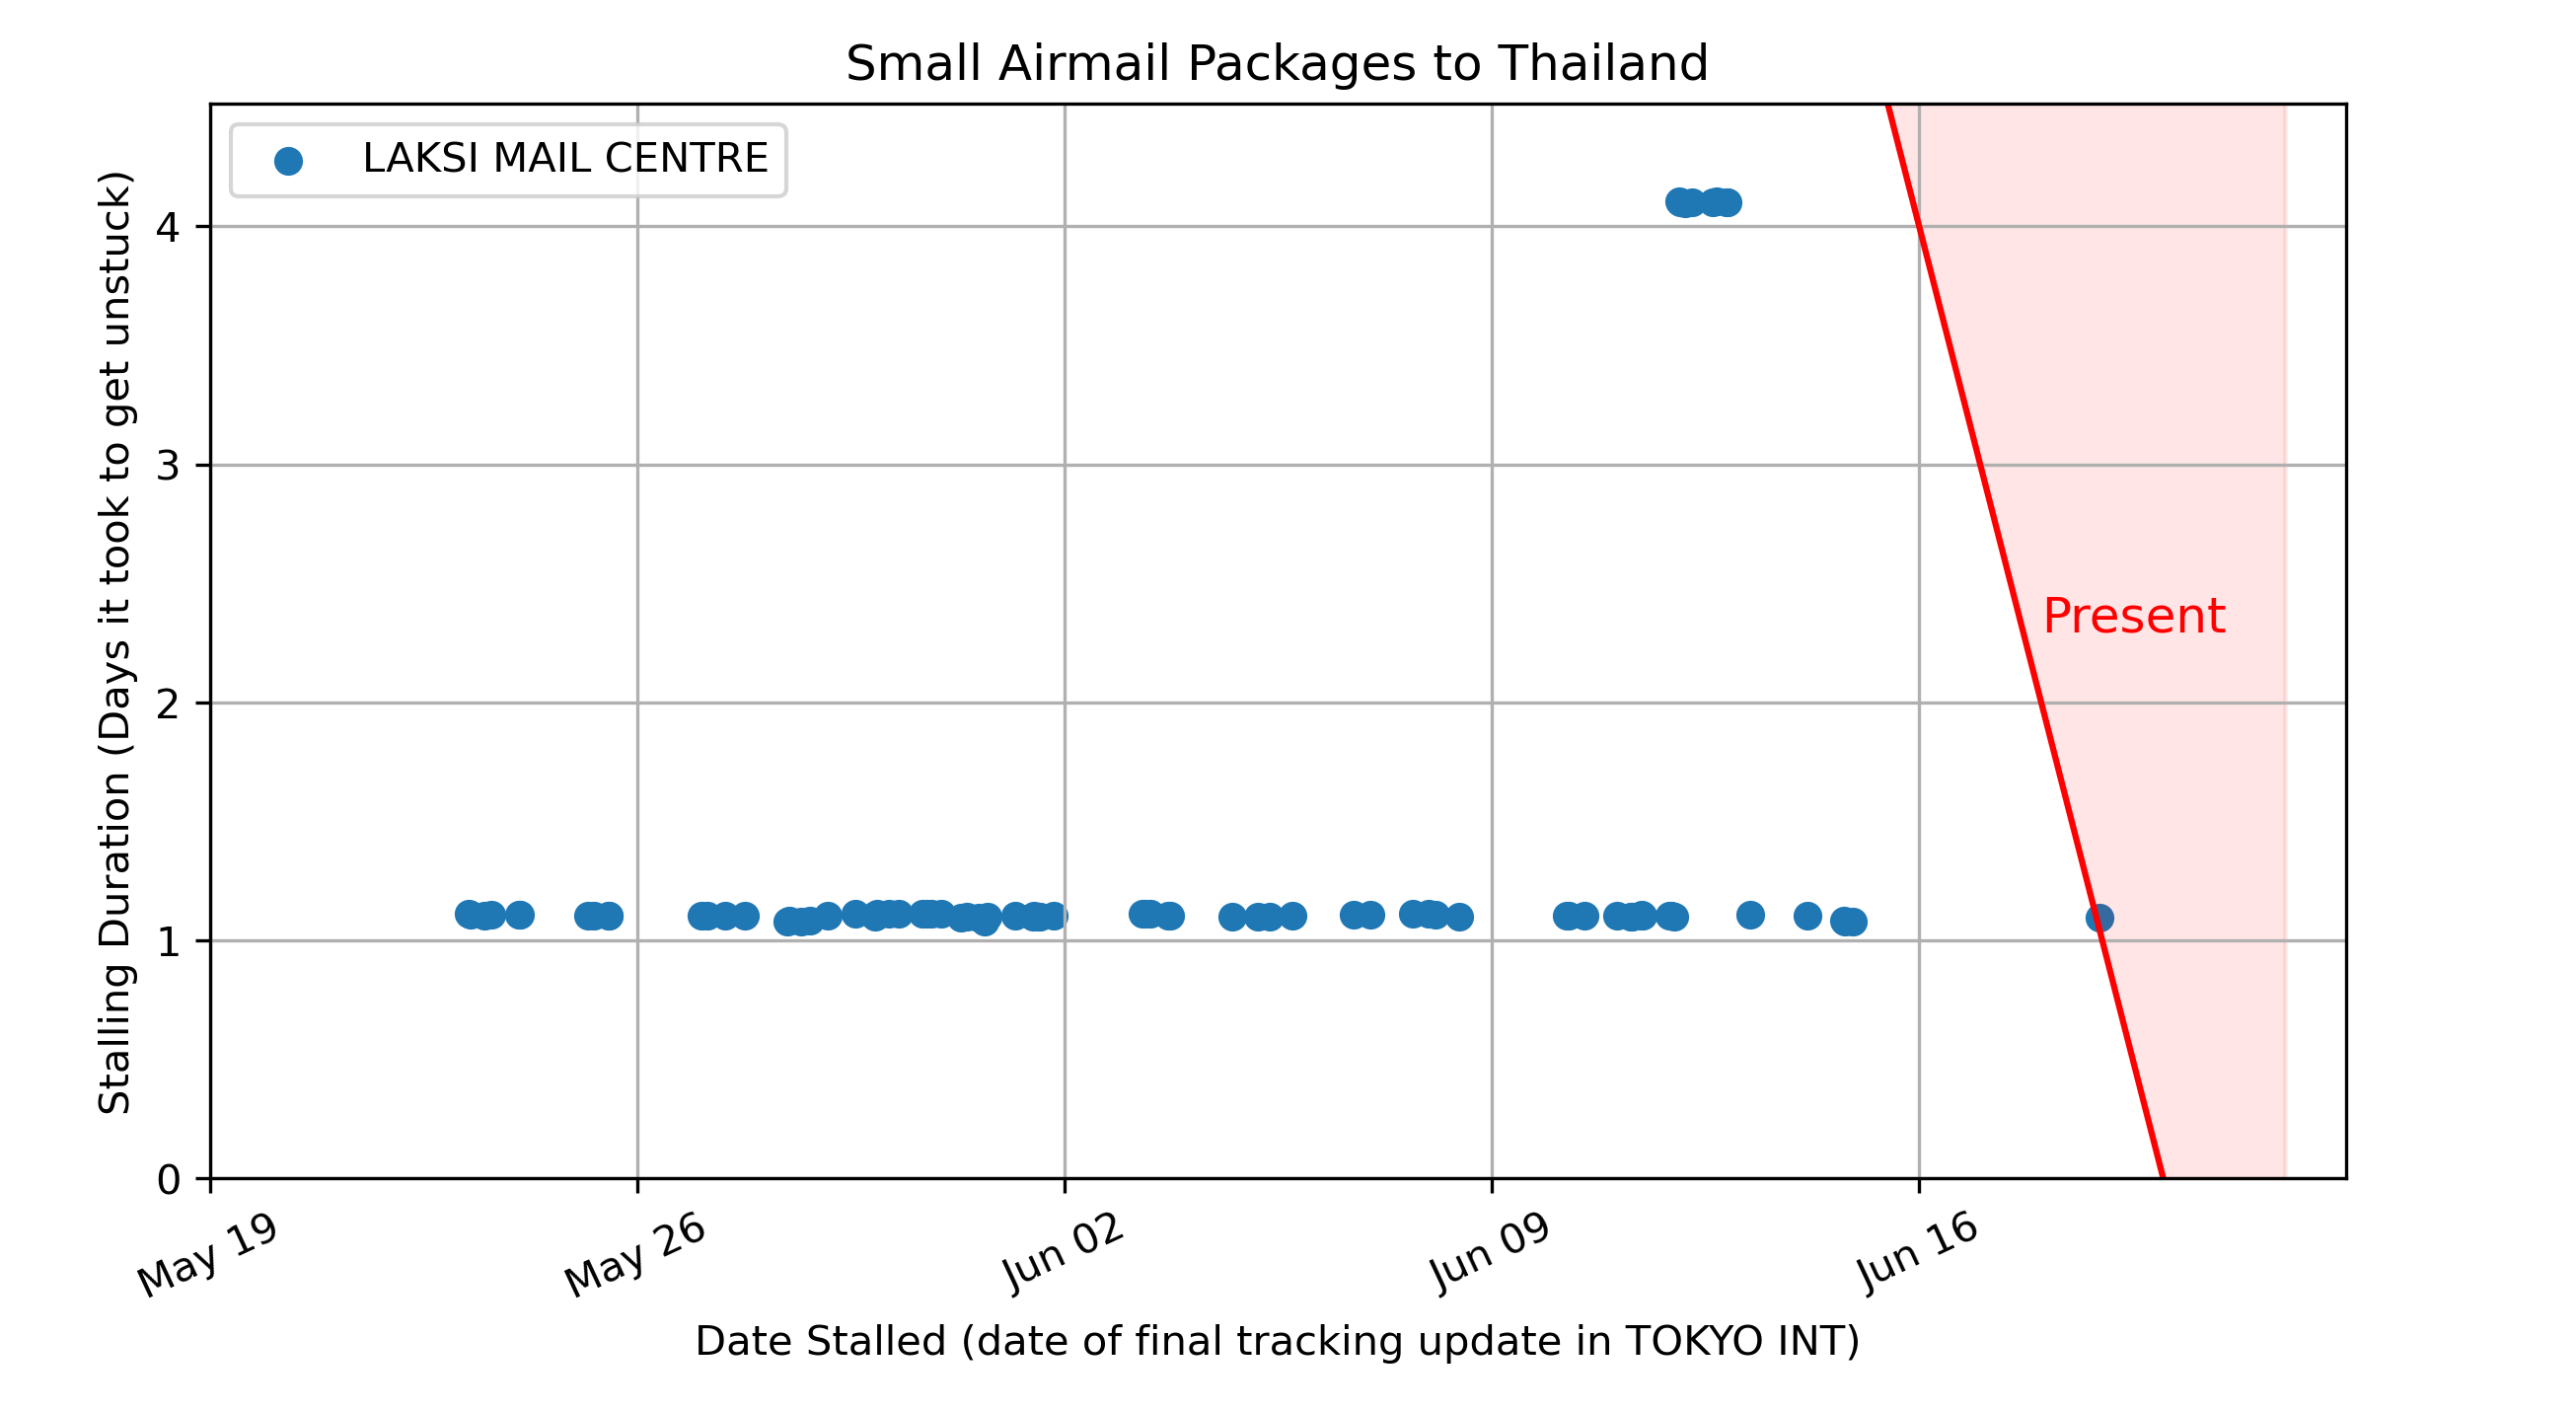 Small Airmail Packages to Thailand
LAKSI MAIL CENTRE
Stalling Duration (Days it took to get unstuck)
4
3
2
1
0
Present
May 19
May 26
Jun 02
Jun 09
Jun 16
Date Stalled (date of final tracking update in TOKYO INT)